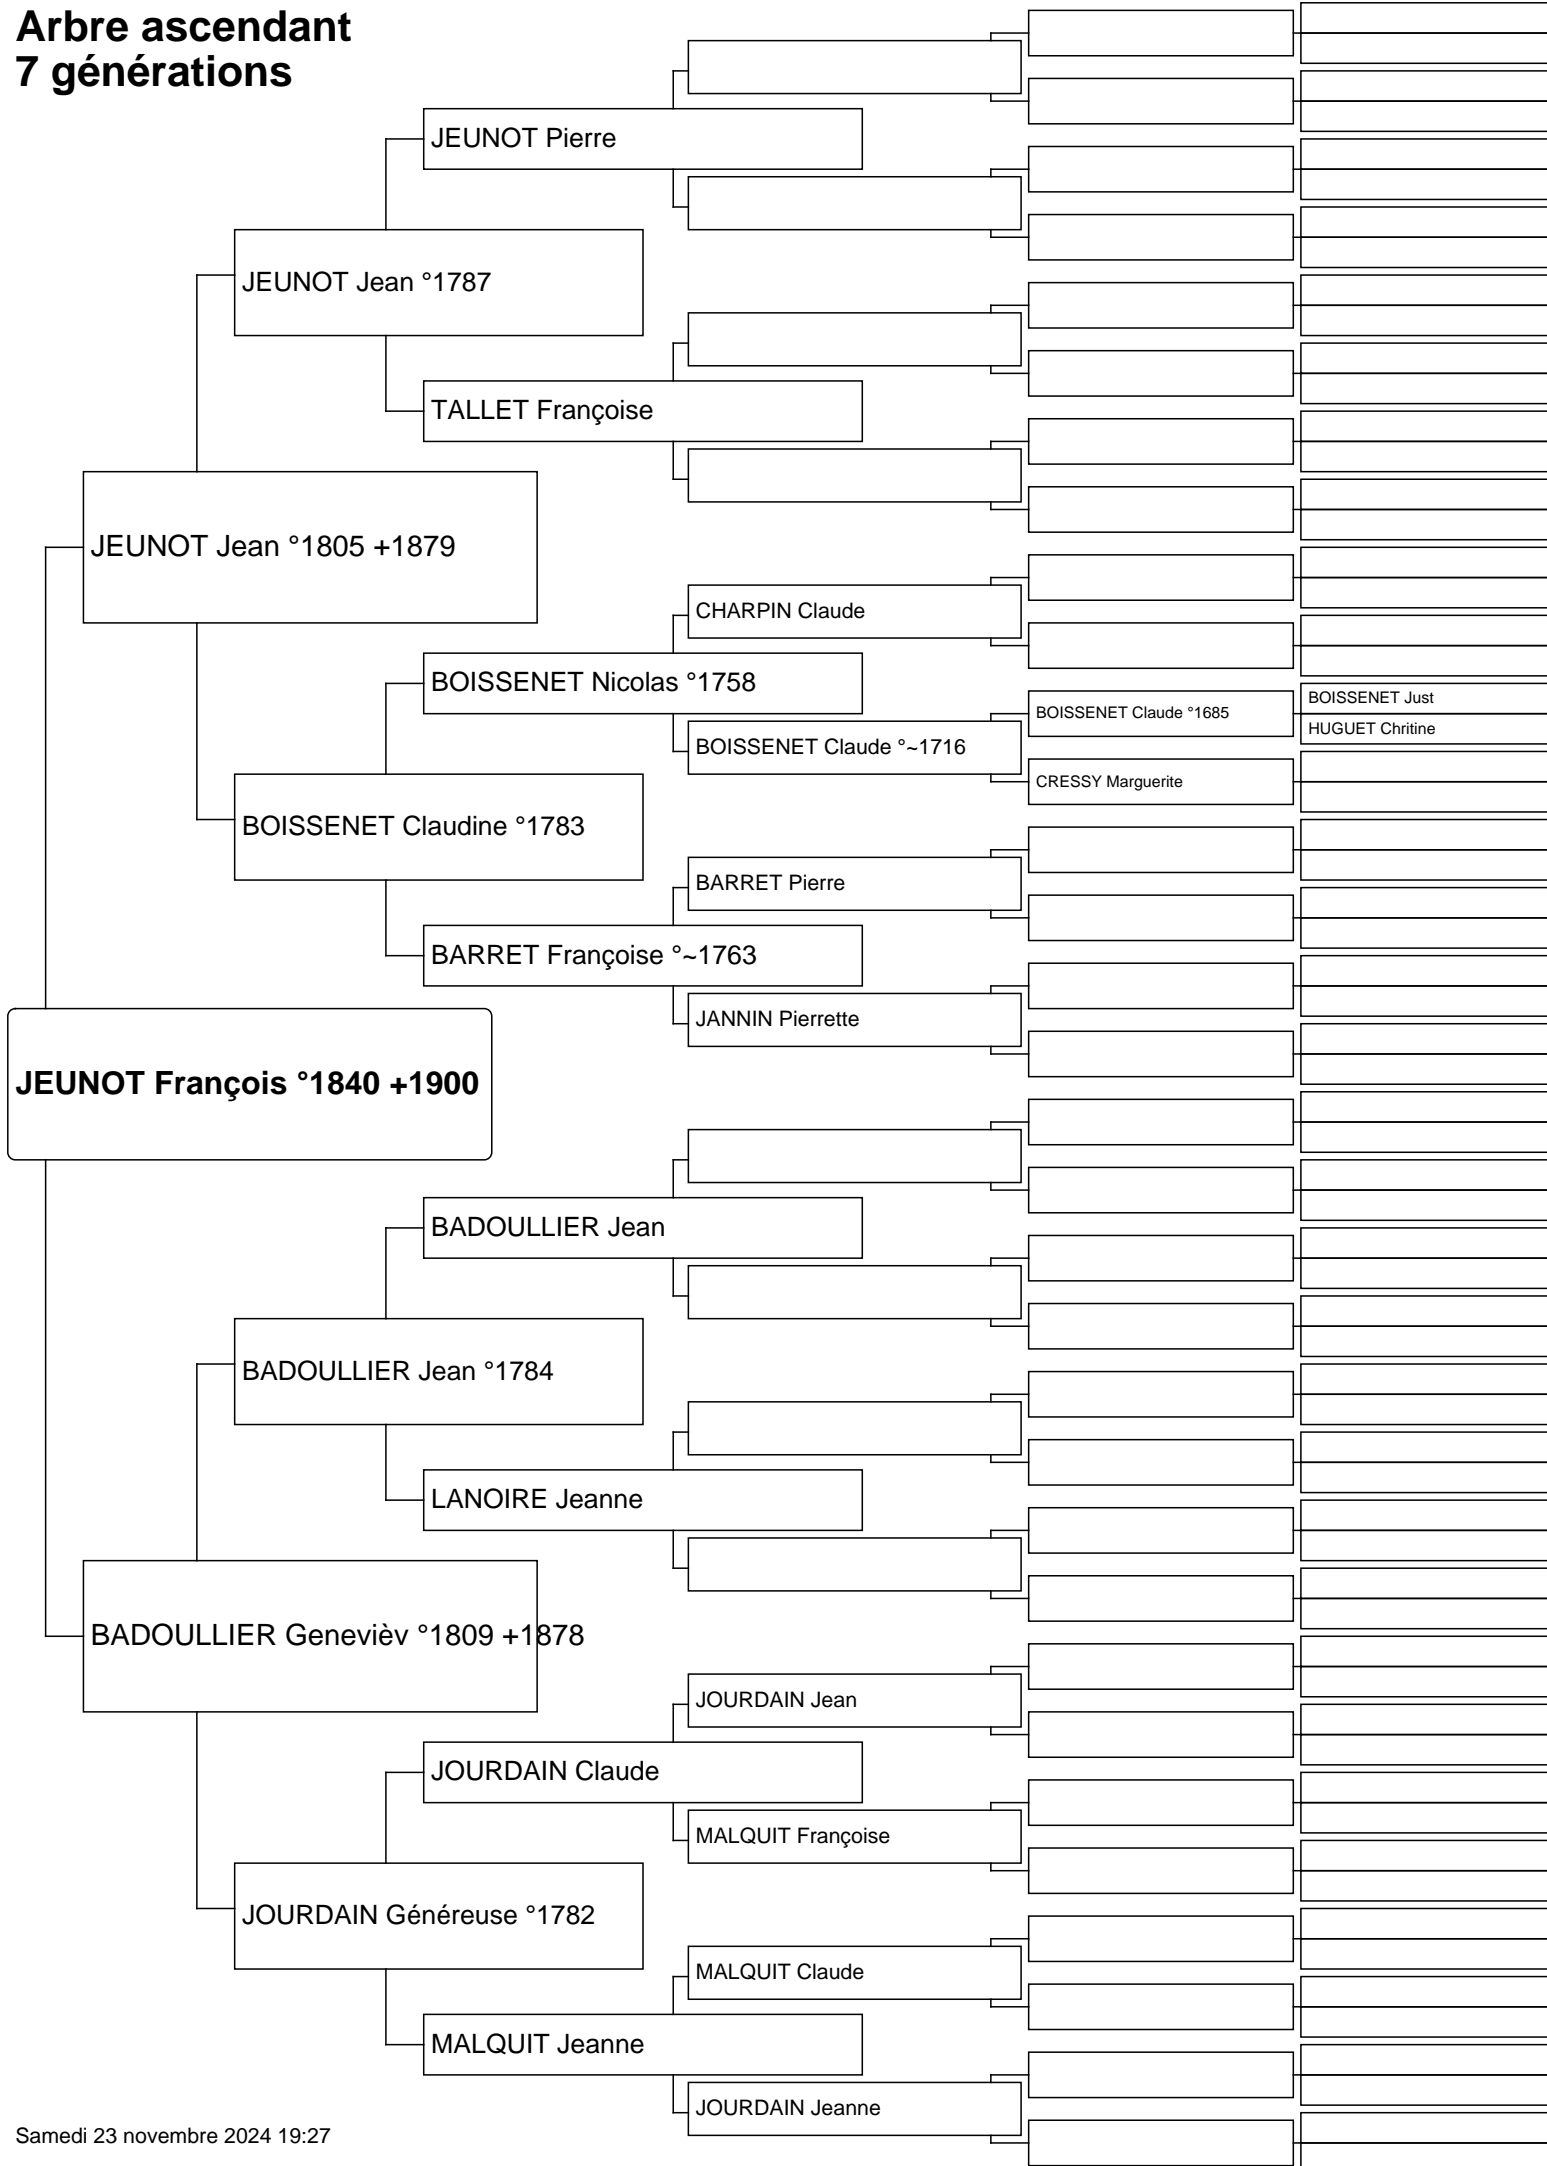 Arbre ascendant
7 générations
JEUNOT Pierre
JEUNOT Jean °1787
TALLET Françoise
JEUNOT Jean °1805 +1879
CHARPIN Claude
BOISSENET Nicolas °1758
BOISSENET Claude °1685
BOISSENET Just
HUGUET Chritine
BOISSENET Claude °~1716
CRESSY Marguerite
BOISSENET Claudine °1783
BARRET Pierre
BARRET Françoise °~1763
JANNIN Pierrette
JEUNOT François °1840 +1900
BADOULLIER Jean
BADOULLIER Jean °1784
LANOIRE Jeanne
BADOULLIER Genevièv °1809 +1878
JOURDAIN Jean
JOURDAIN Claude
MALQUIT Françoise
JOURDAIN Généreuse °1782
MALQUIT Claude
MALQUIT Jeanne
JOURDAIN Jeanne
Samedi 23 novembre 2024 19:27